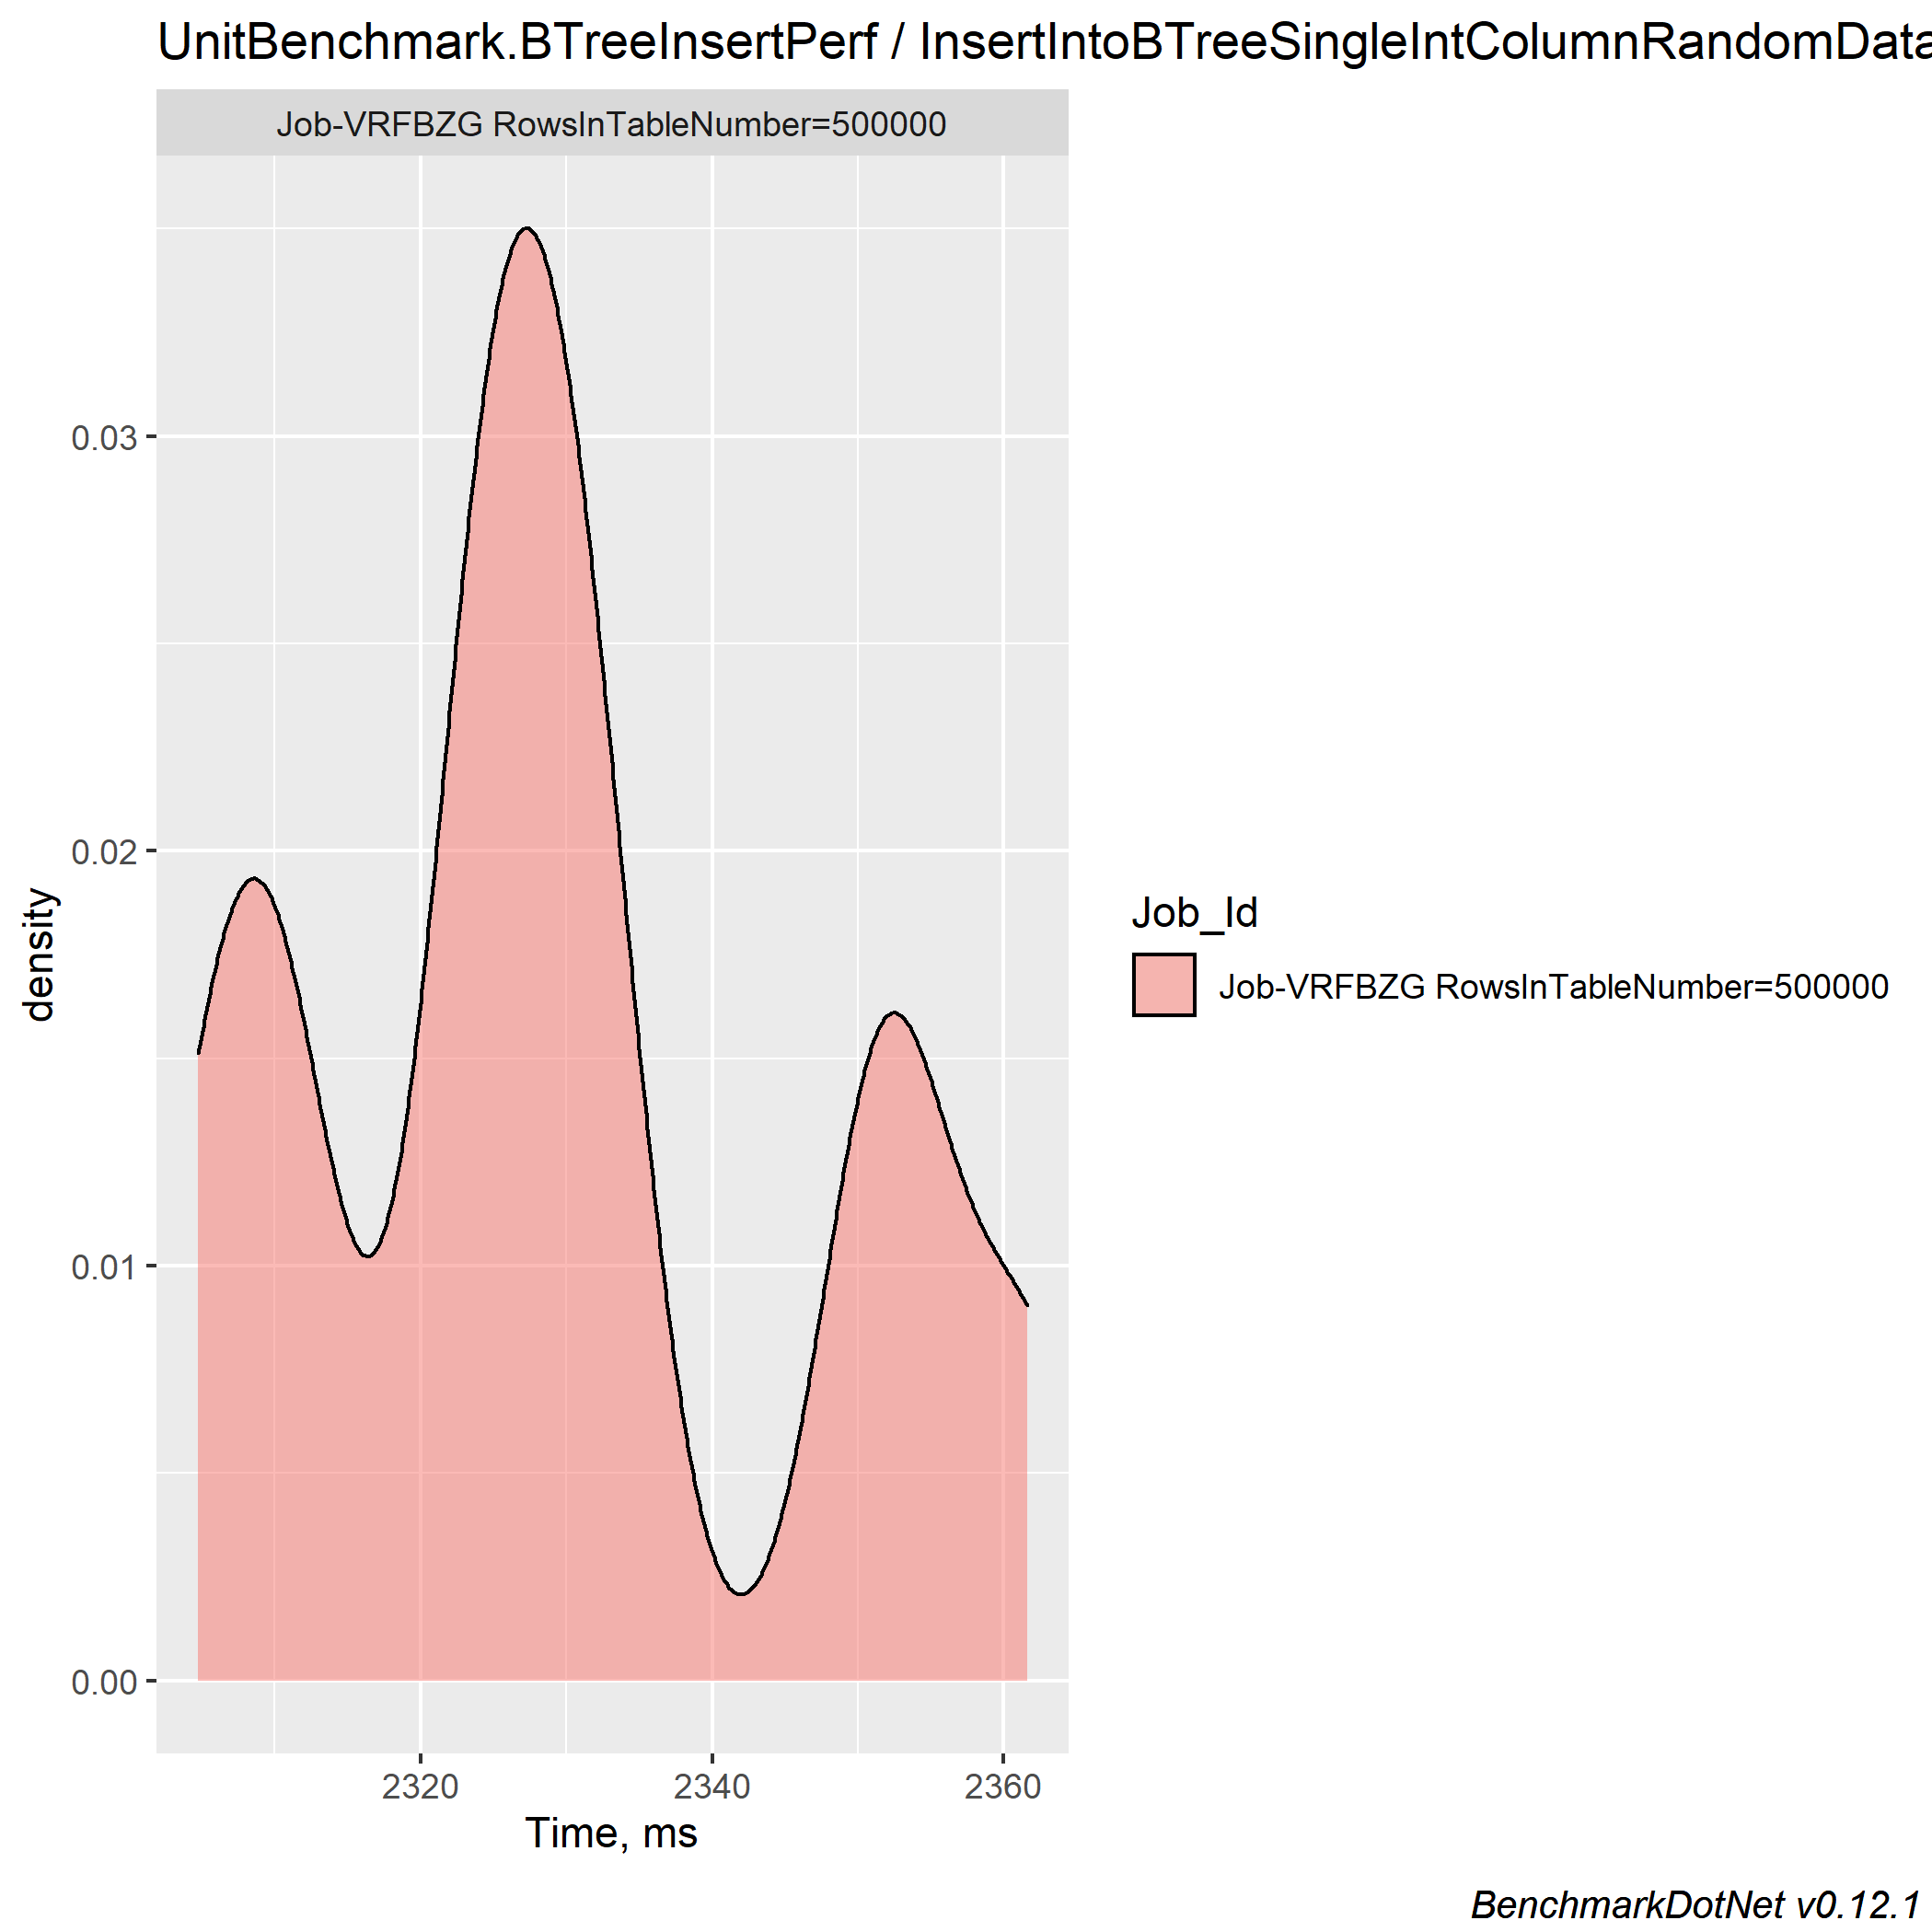 UnitBenchmark.BTreeInsertPerf / InsertIntoBTreeSingleIntColumnRandomData
Job-VRFBZG RowsInTableNumber=500000
0.03
0.02
0.01
0.00
density
2320 2340 2360
Time, ms
Job_Id
Job-VRFBZG RowsInTableNumber=500000
BenchmarkDotNet v0.12.1